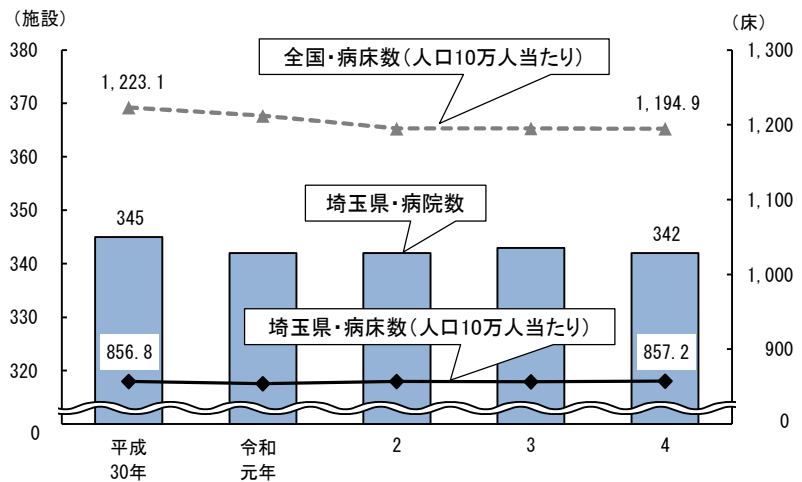 （施設）
（床）
380
370
360
350
340
330
320
0
1,300
1,200
1,100
1,000
900
0
全国・病床数（人口10万人当たり）
1,223.1
1,194.9
埼玉県・病院数
345
342
埼玉県・病床数（人口10万人当たり）
856.8
857.2
平成
30年
令和
元年
2
3
4